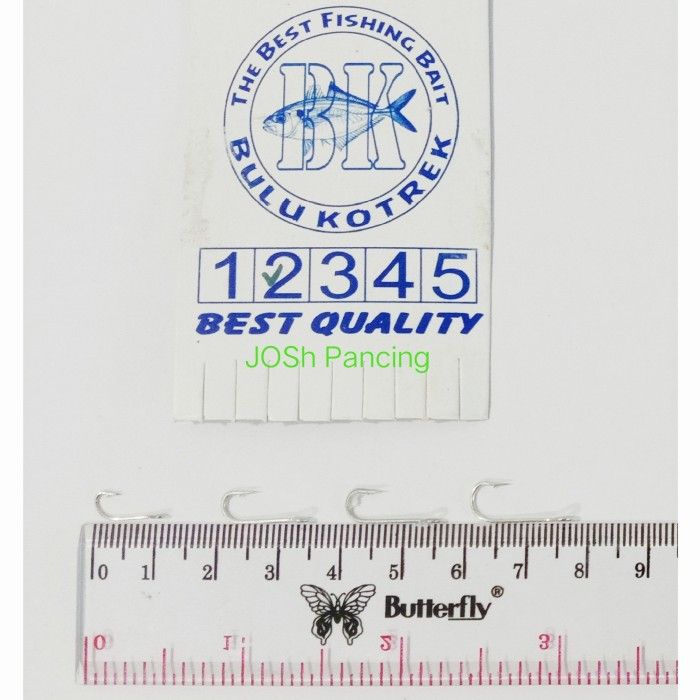 THE BEST FISHING BAIT
BK
BULU KOTREK
1 2 3 4 5
BEST QUALITY
JOSh Pancing
0 1 2 3 4 5 6 7 8 9
Butterfly®
0 1 2 3